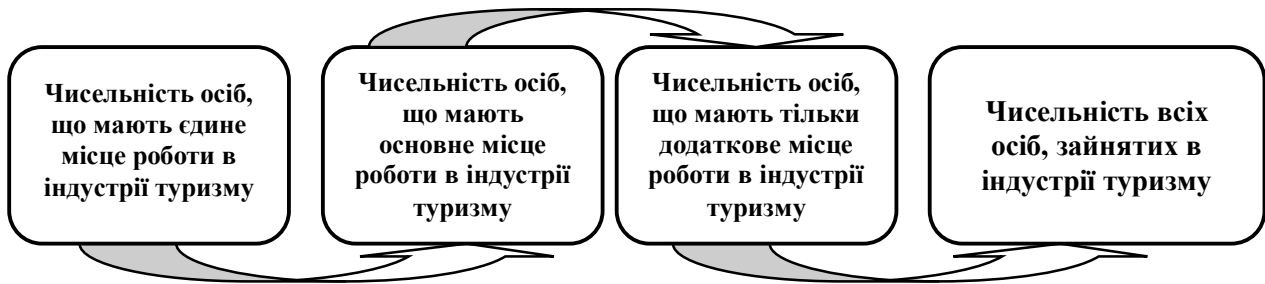 Чисельність осіб,
що мають єдине
місце роботи в
індустрії туризму
Чисельність осіб,
що мають
основне місце
роботи в індустрії
туризму
Чисельність осіб,
що мають тільки
додаткове місце
роботи в індустрії
туризму
Чисельність всіх
осіб, зайнятих в
індустрії туризму